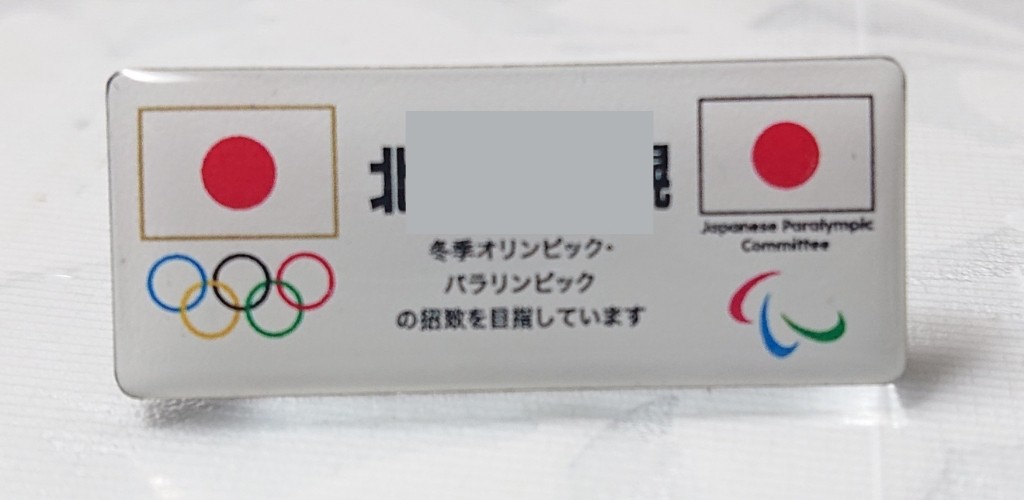 冬季オリンピック・
パラリンピック
の招致を目指しています
Japanese Paralympic
Committee